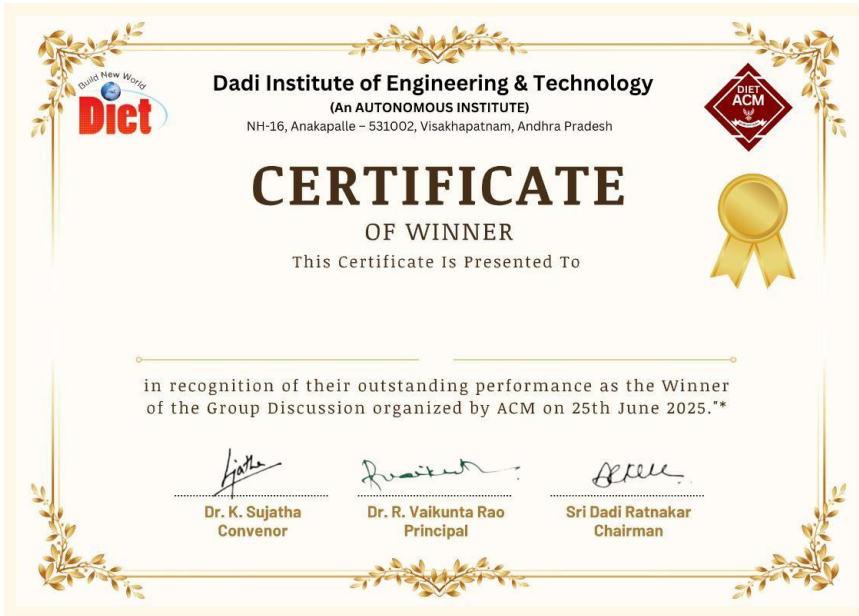 Build New World
Diet
Dadi Institute of Engineering & Technology
(An AUTONOMOUS INSTITUTE)
NH-16, Anakapalle – 531002, Visakhapatnam, Andhra Pradesh
DIET
ACM
CERTIFICATE
OF WINNER
This Certificate Is Presented To
in recognition of their outstanding performance as the Winner
of the Group Discussion organized by ACM on 25th June 2025."*
Dr. K. Sujatha
Convenor
Dr. R. Vaikunta Rao
Principal
Sri Dadi Ratnakar
Chairman